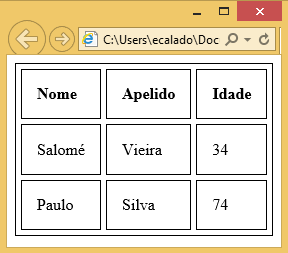 C:\Users\ecalado\Doc
Nome Apelido Idade
Salomé Vieira 34
Paulo Silva 74